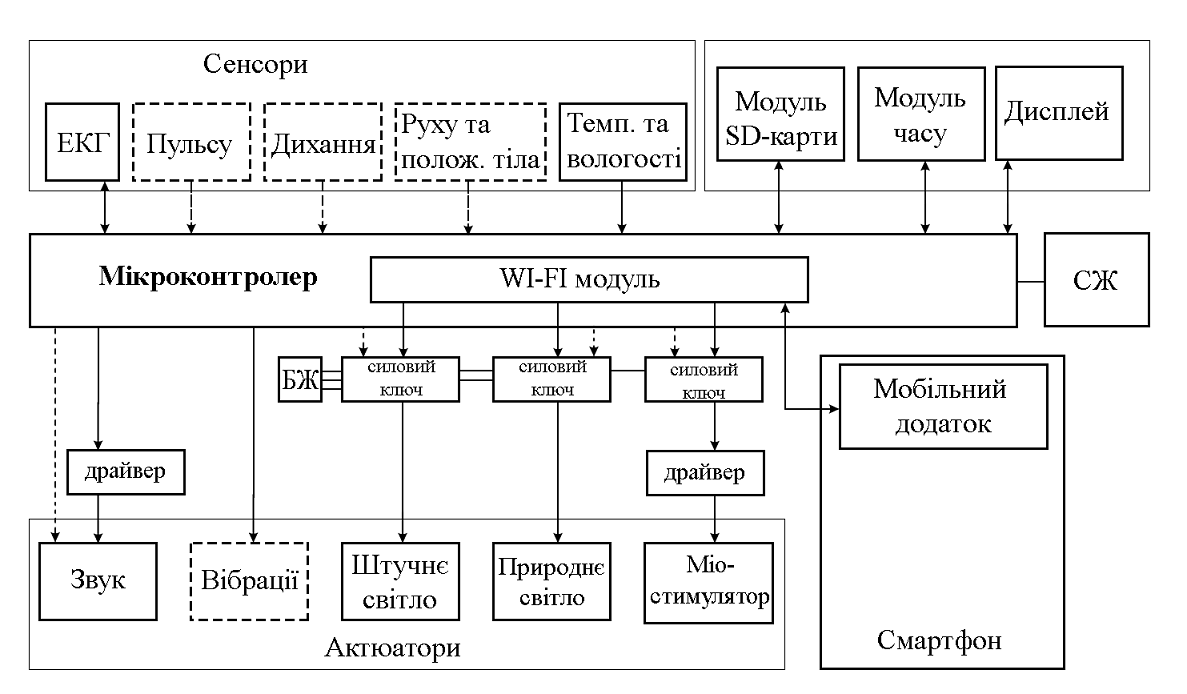 Сенсори
ЕКГ
Пульсу
Дихання
Руху та
полож. тіла
Темп. та
вологості
Модуль
SD-карти
Модуль
часу
Дисплей
Мікроконтролер
WI-FI модуль
СЖ
БЖ
силовий
ключ
силовий
ключ
силовий
ключ
Мобільний
додаток
драйвер
драйвер
Звук
Вібрації
Штучнє
світло
Природнє
світло
Міо-
стимулятор
Актюатори
Смартфон